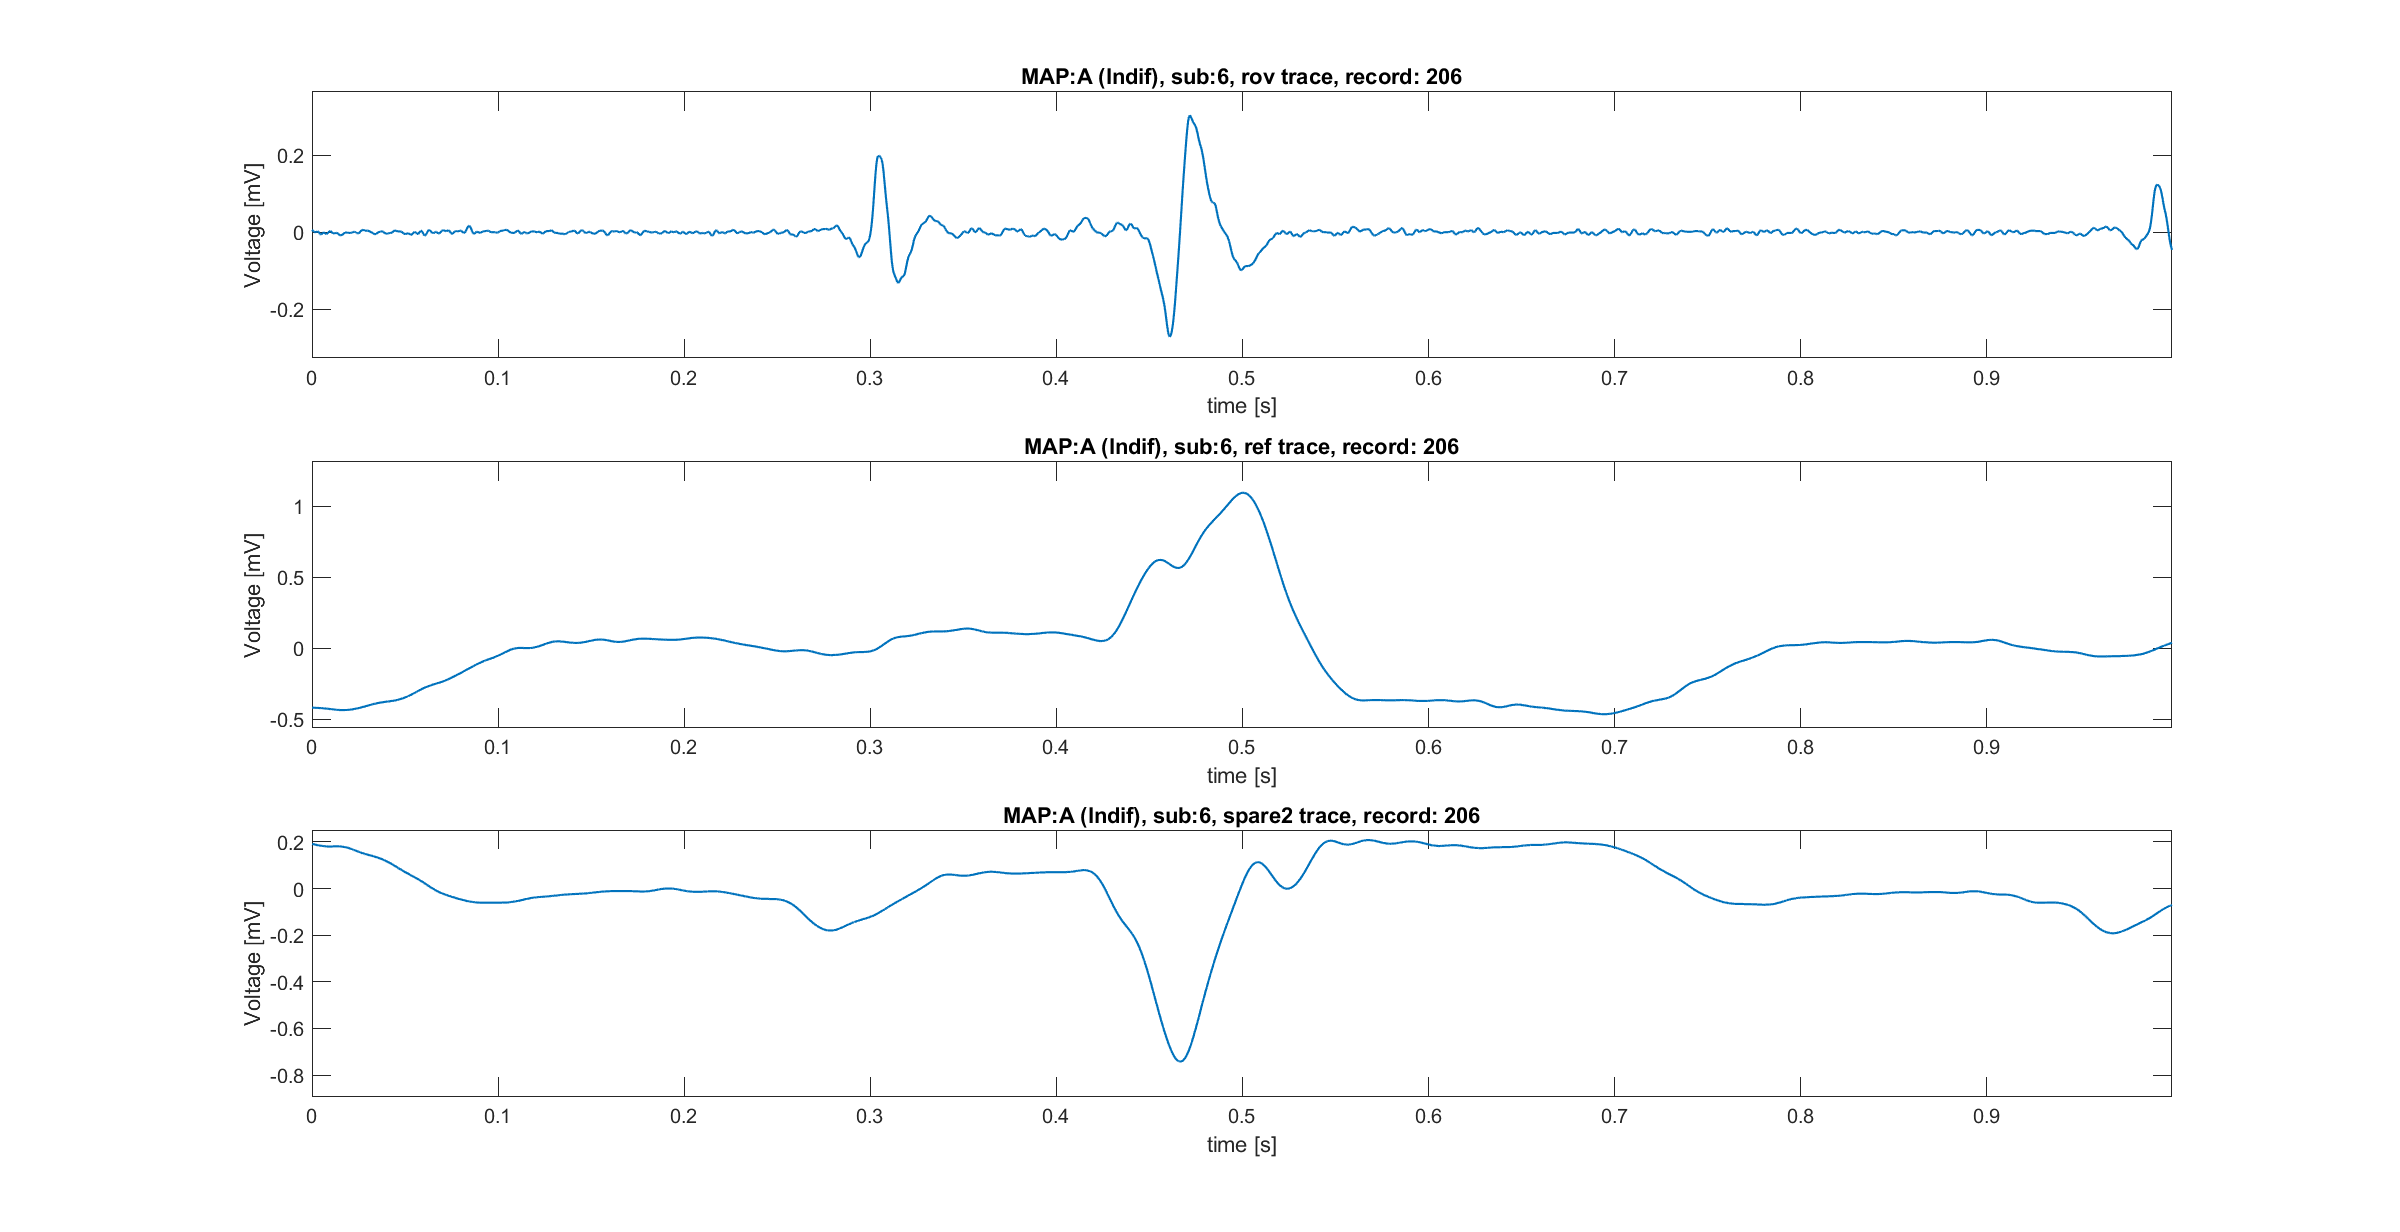 MAP:A (Indif), sub:6, rov trace, record: 206
Voltage [mV]
0.2
0
-0.2
0 0.1 0.2 0.3 0.4 0.5 0.6 0.7 0.8 0.9
time [s]
MAP:A (Indif), sub:6, ref trace, record: 206
Voltage [mV]
1
0.5
0
-0.5
0 0.1 0.2 0.3 0.4 0.5 0.6 0.7 0.8 0.9
time [s]
MAP:A (Indif), sub:6, spare2 trace, record: 206
Voltage [mV]
0.2
0
-0.2
-0.4
-0.6
-0.8
0 0.1 0.2 0.3 0.4 0.5 0.6 0.7 0.8 0.9
time [s]